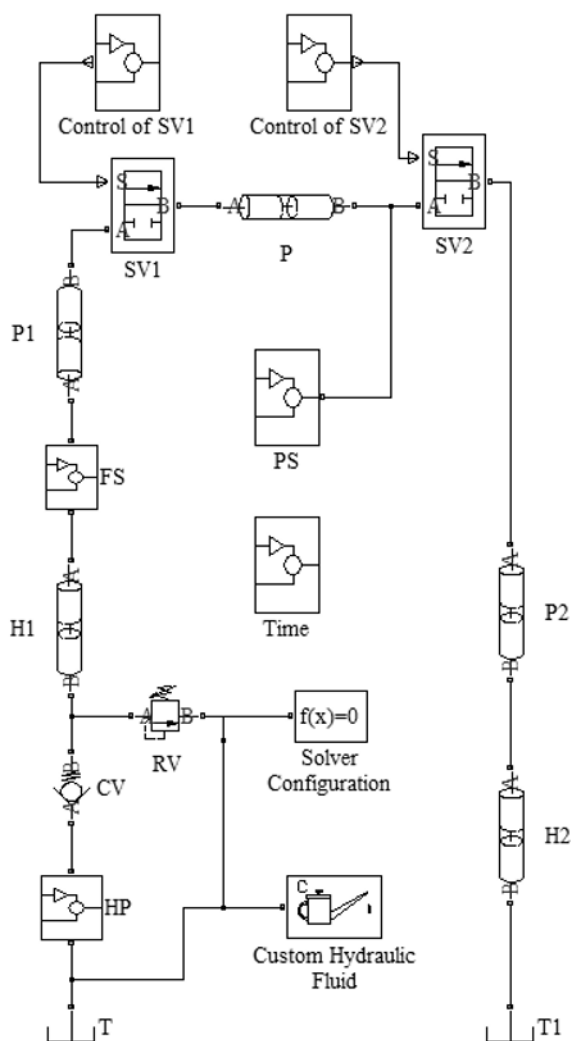 Control of SV1
Control of SV2
S
B
A
SV1
A
B
P
S
B
A
SV2
B
P1
A
PS
FS
A
H1
B
Time
A
P2
B
A
B
RV
f(x)=0
Solver
Configuration
B
CV
A
A
H2
B
HP
C
Custom Hydraulic
Fluid
T
T1